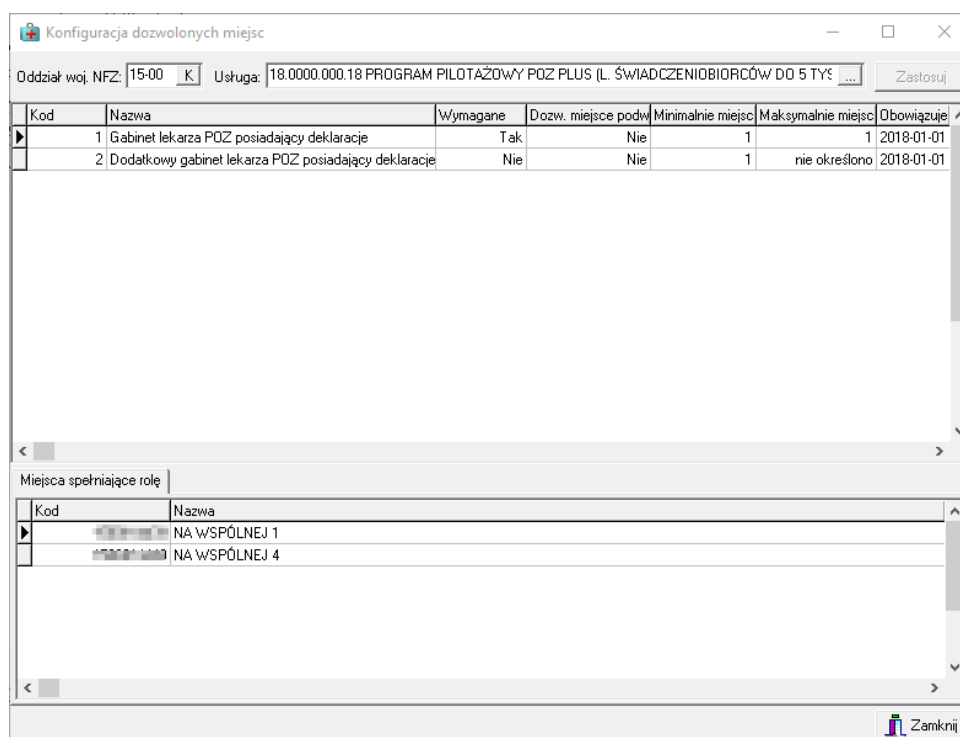 Konfiguracja dozwolonych miejsc
Oddział woj. NFZ: 15-00 K Usługa: 18.0000.000.18 PROGRAM PILOTAŻOWY POZ PLUS (L. ŚWIADCZENIOBIORCÓW DO 5 TYS ... Zastosuj
Kod Nazwa Wymagane Dozw. miejsce podw Minimalnie miejsc Maksymalnie miejsc Obowiązuje
1 Gabinet lekarza POZ posiadający deklaracje Tak Nie 1 1 2018-01-01
2 Dodatkowy gabinet lekarza POZ posiadający deklaracje Nie Nie 1 nie określono 2018-01-01
Miejsca spełniające rolę
Kod Nazwa
NA WSPÓLNEJ 1
NA WSPÓLNEJ 4
Zamknij